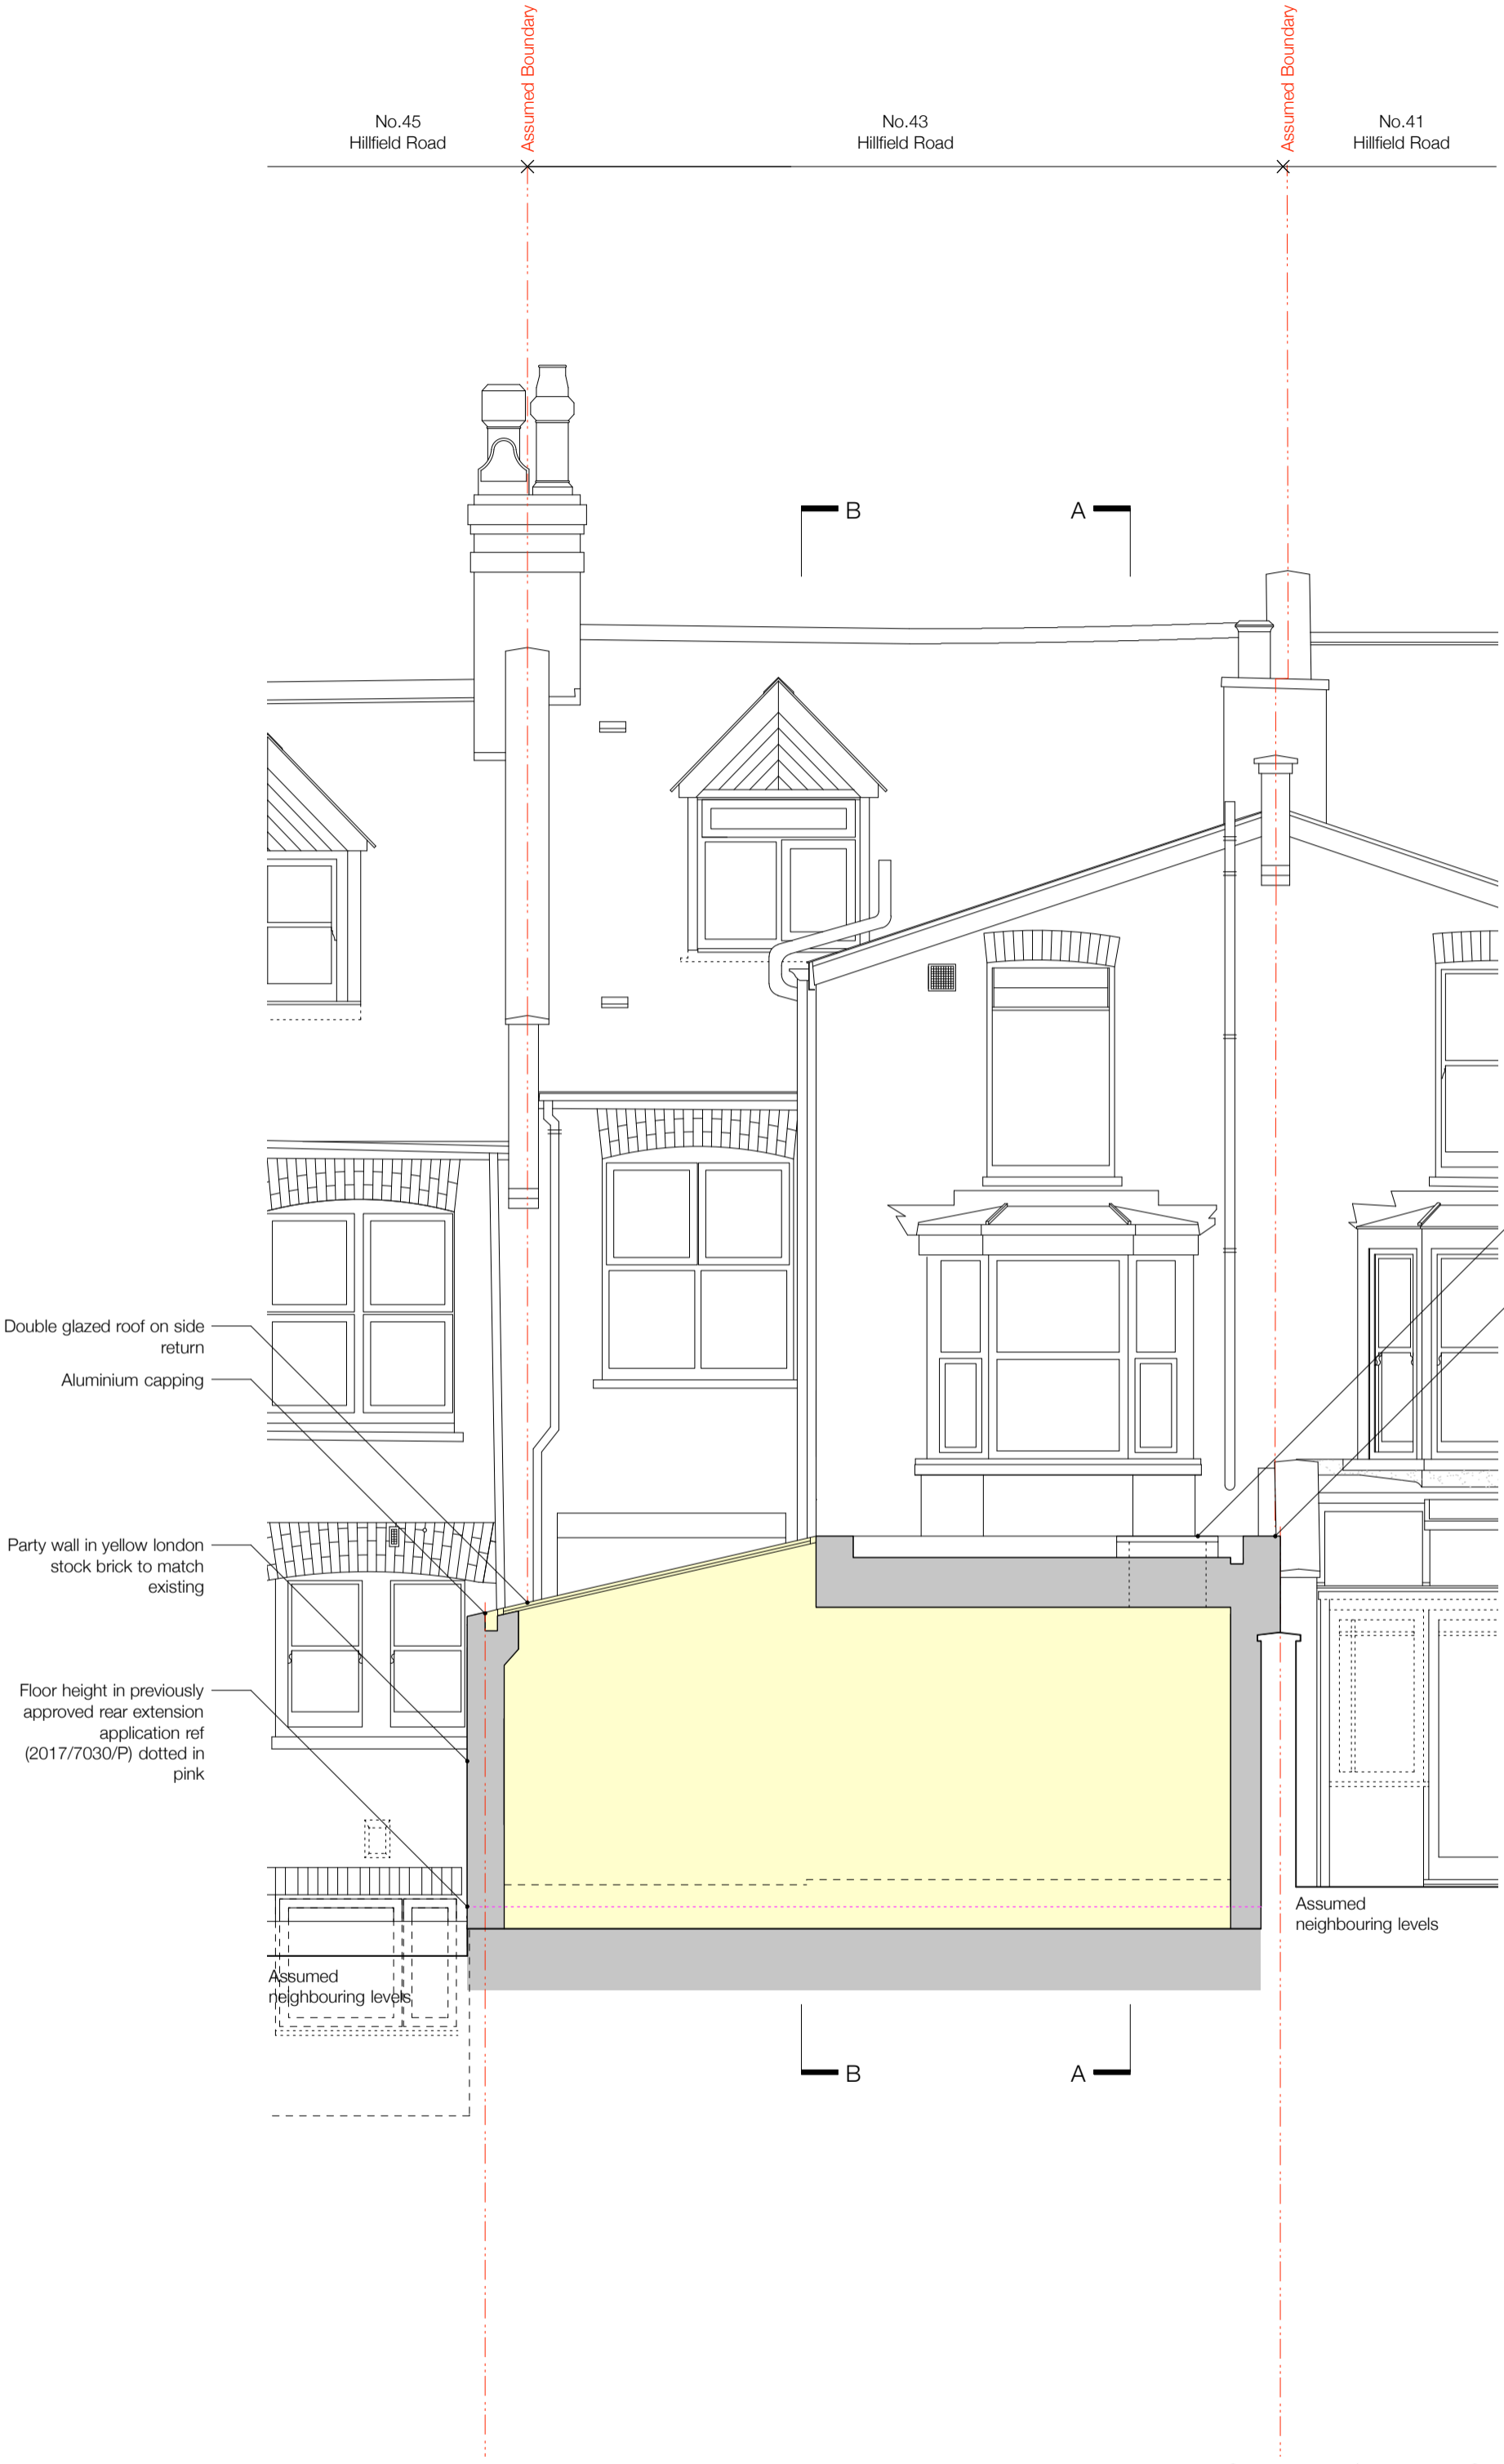 Assumed Boundary
Assumed Boundary
No.45
Hillfield Road
No.43
Hillfield Road
No.41
Hillfield Road
B
A
Double glazed roof on side
return
Aluminium capping
Party wall in yellow london
stock brick to match
existing
Floor height in previously
approved rear extension
application ref
(2017/7030/P) dotted in
pink
Assumed
neighbouring levels
Assumed
neighbouring levels
B
A